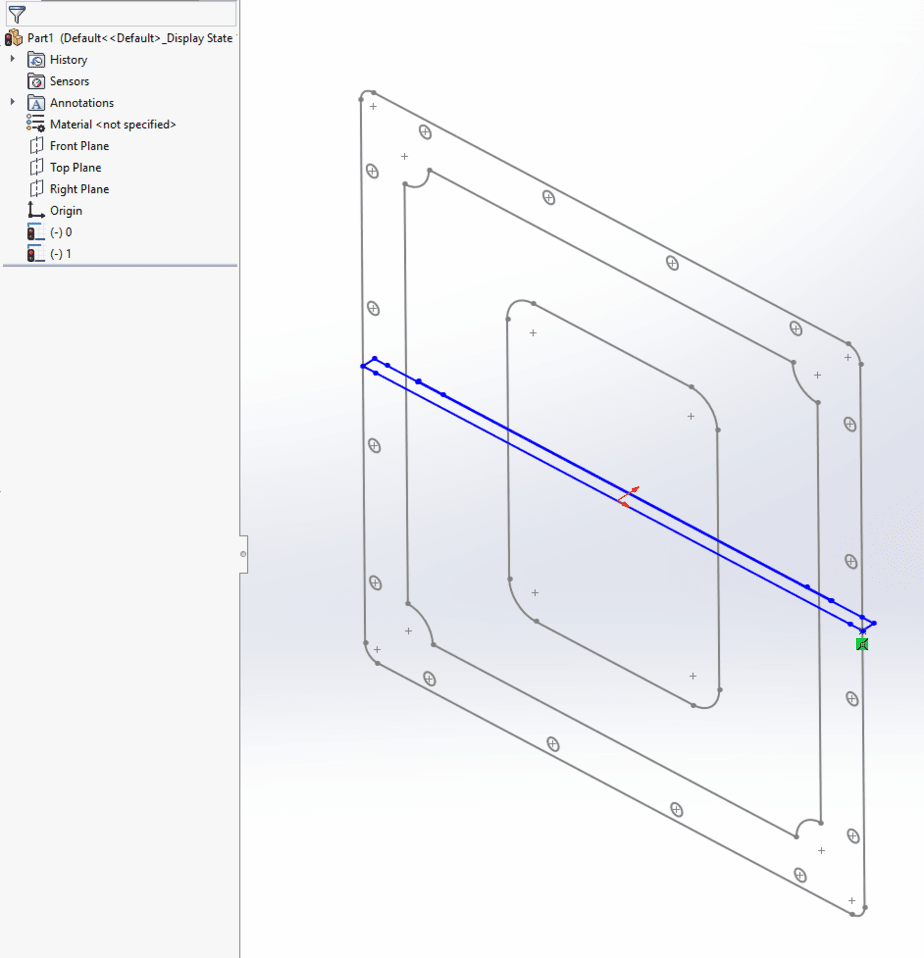 Part1 (Default<<Default>_Display State
History
Sensors
A Annotations
Material <not specified>
Front Plane
Top Plane
Right Plane
Origin
(-) 0
(-) 1